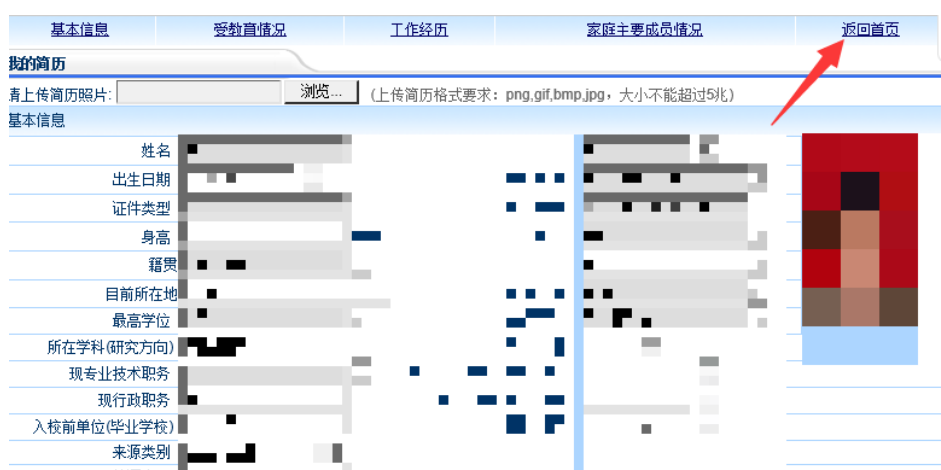 基本信息 受教育情况 工作经历 家庭主要成员情况 返回首页
我的简历
请上传简历照片: 浏览... (上传简历格式要求：png,gif,bmp,jpg，大小不能超过5兆)
基本信息
姓名
出生日期
证件类型
身高
籍贯
目前所在地
最高学位
所在学科(研究方向)
现专业技术职务
现行政职务
入校前单位(毕业学校)
来源类别